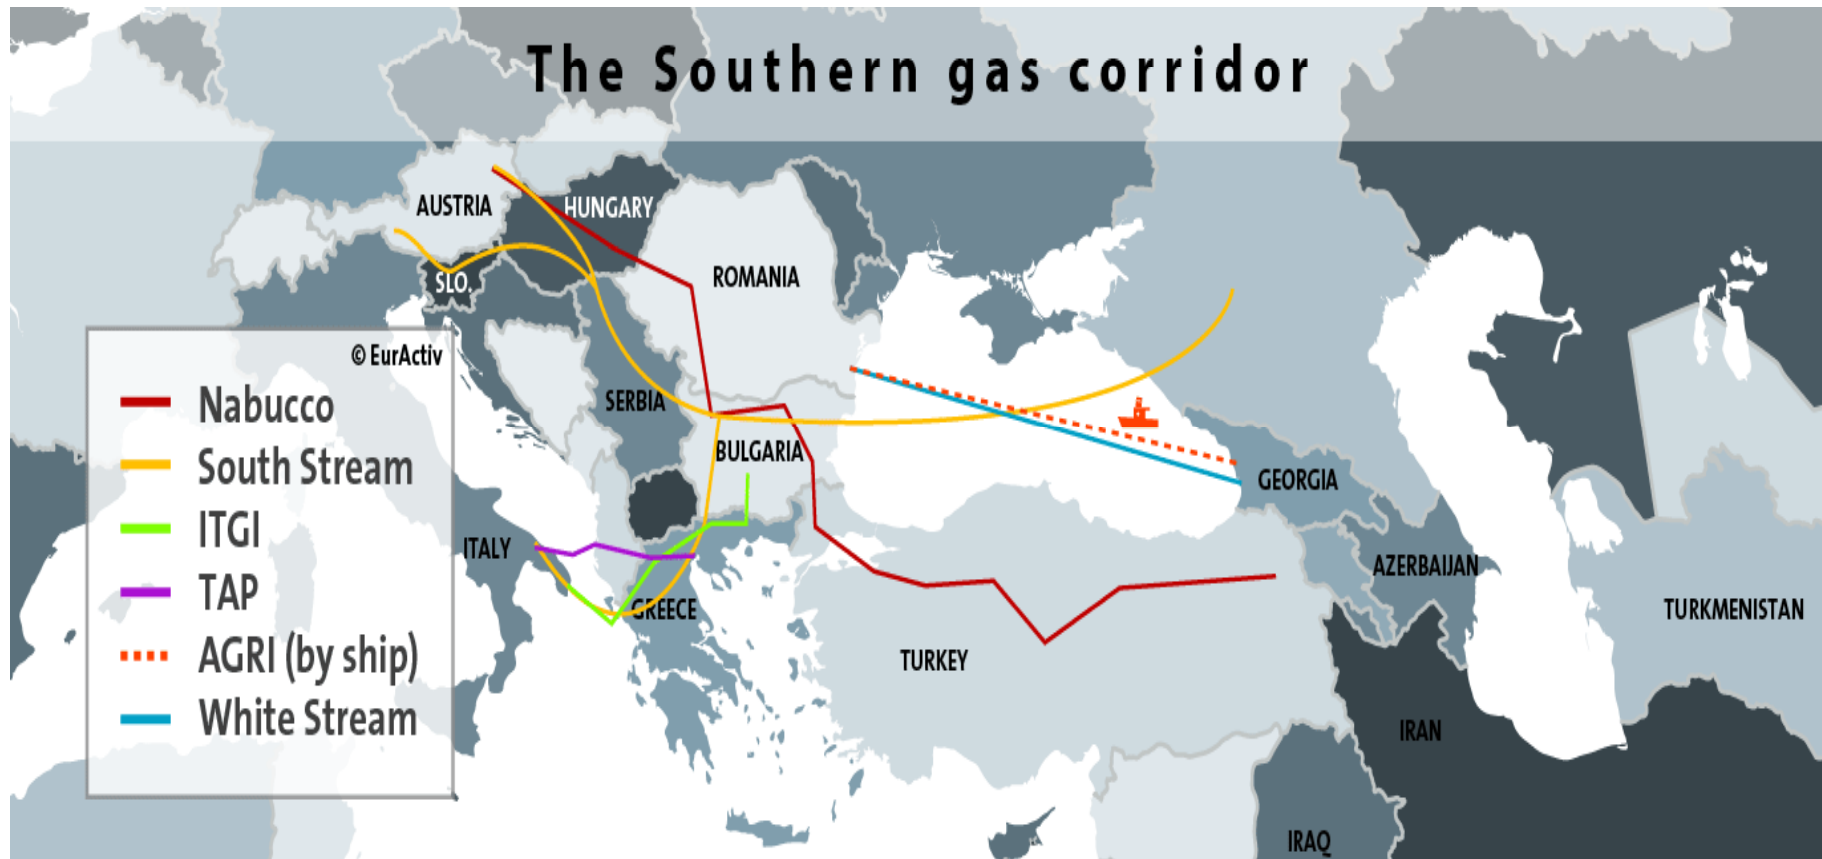 The Southern gas corridor
AUSTRIA
HUNGARY
ROMANIA
SLO.
© EurActiv
Nabucco
South Stream
ITGI
TAP
AGRI (by ship)
White Stream
SERBIA
BULGARIA
GEORGIA
ITALY
AZERBAIJAN
GREECE
TURKMENISTAN
TURKEY
IRAN
IRAQ